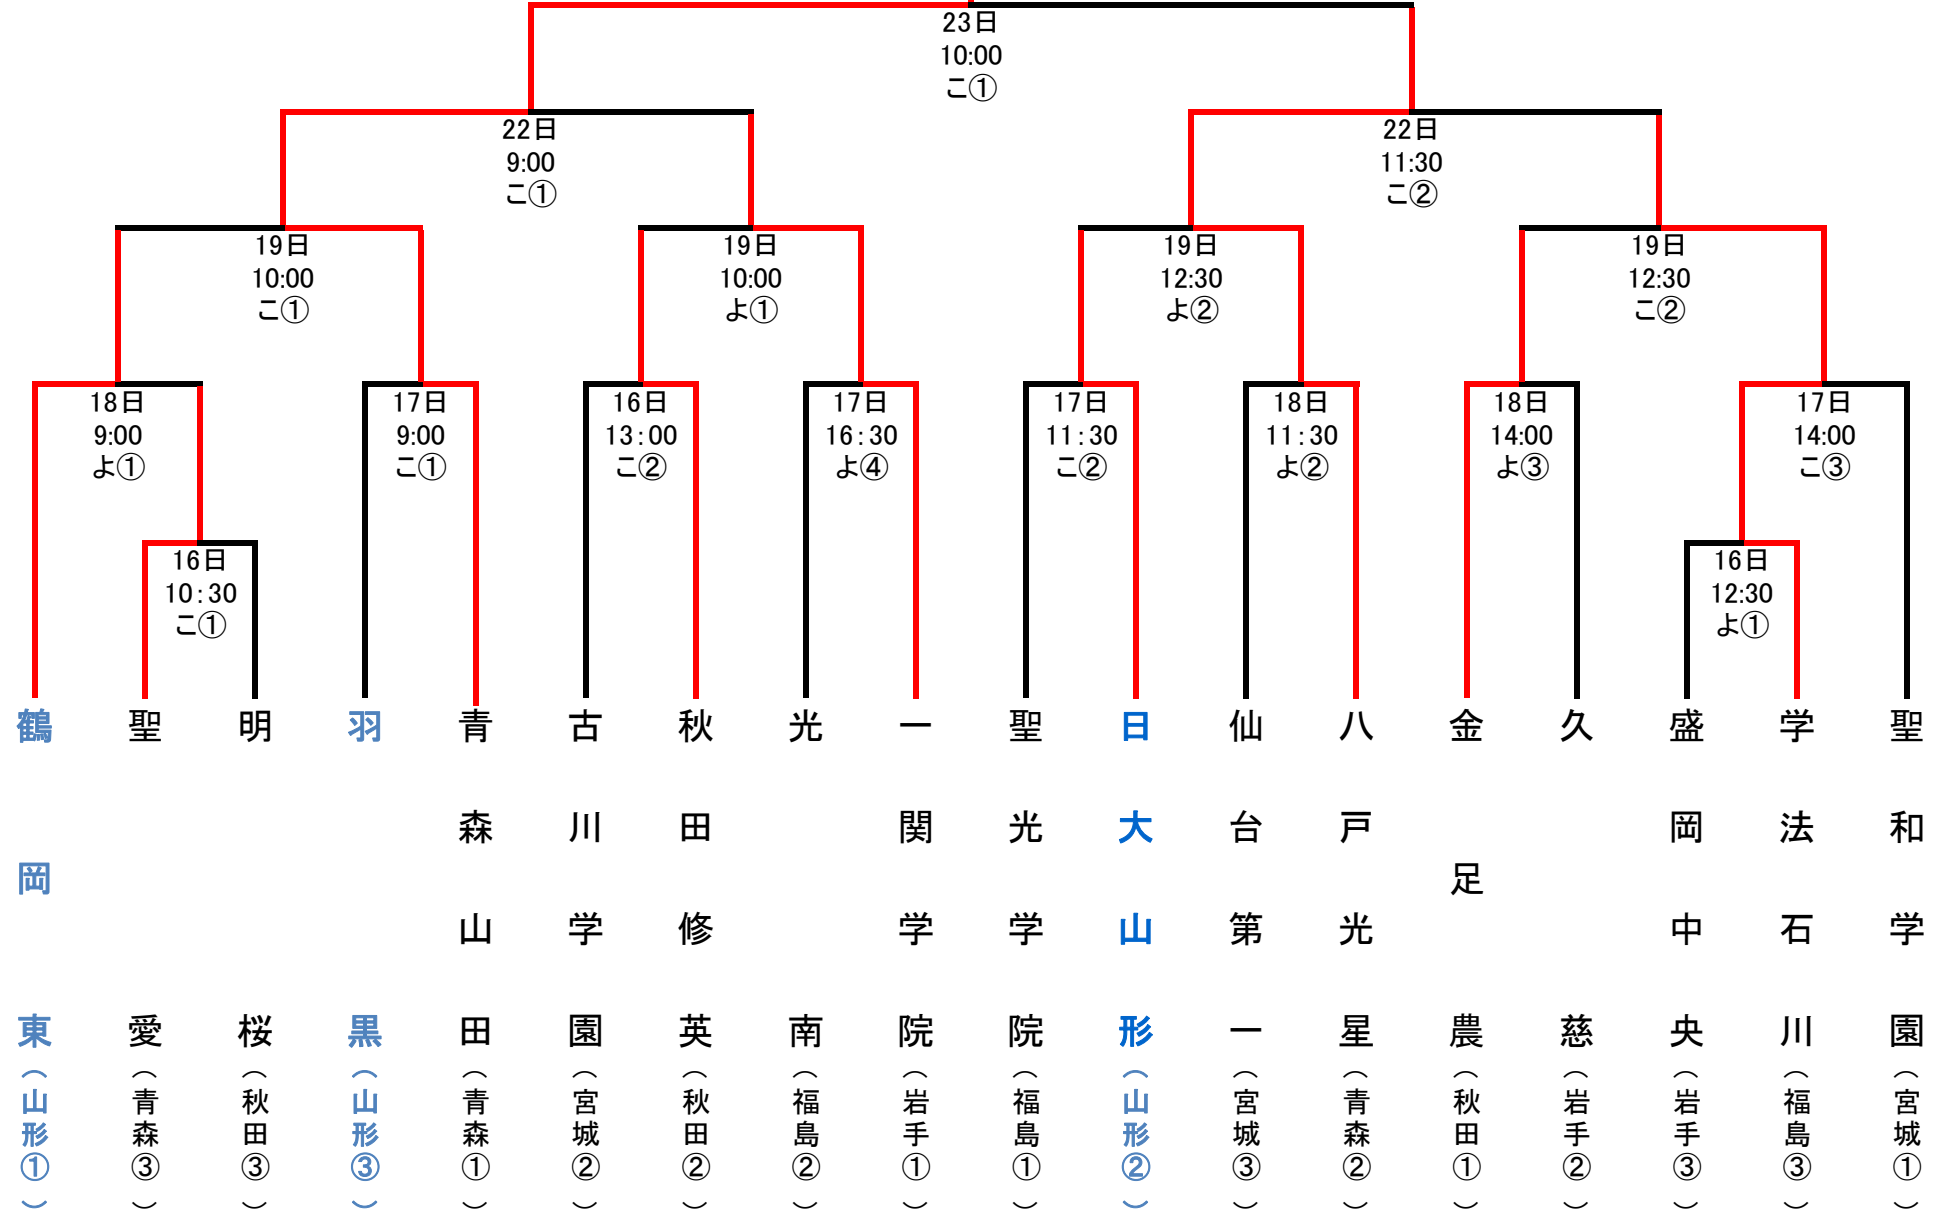 23日
10:00
こ①
22日
9:00
こ①
22日
11:30
こ②
19日
10:00
こ①
19日
10:00
よ①
19日
12:30
よ②
19日
12:30
こ②
18日
9:00
よ①
17日
9:00
こ①
16日
13:00
こ②
17日
16:30
よ④
17日
11:30
こ②
18日
11:30
よ②
18日
14:00
よ③
17日
14:00
こ③
16日
10:30
こ①
16日
12:30
よ①
鶴岡東(山形①)
聖愛(青森③)
明桜(秋田③)
羽黒(山形③)
青森山田(青森①)
古川学園(宮城②)
秋田修英(秋田②)
光南(福島②)
一関学院(岩手①)
聖光学院(福島①)
日大山形(山形②)
仙台第一(宮城③)
八戸光星(青森②)
金足農(秋田①)
久慈(岩手②)
盛岡中央(岩手③)
学法石川(福島③)
聖和学園(宮城①)